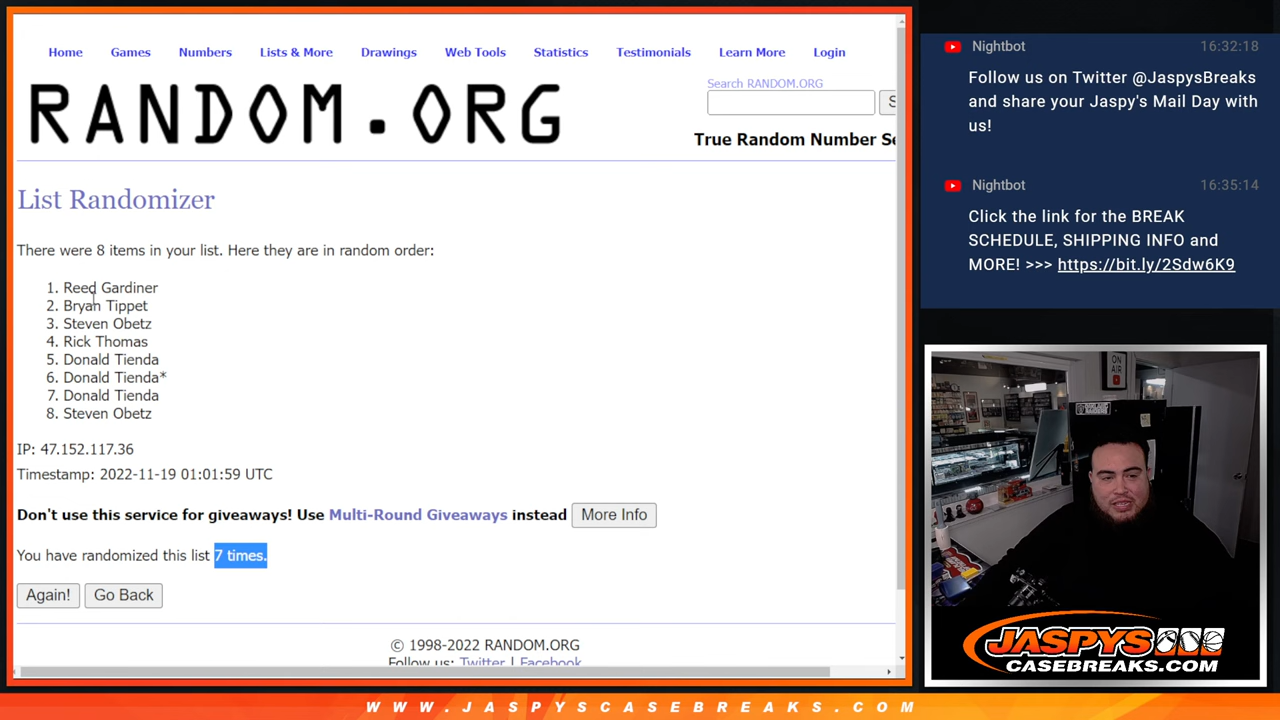 Home Games Numbers Lists & More Drawings Web Tools Statistics Testimonials Learn More Login
RANDOM.ORG
Search RANDOM.ORG
S
True Random Number Se
List Randomizer
There were 8 items in your list. Here they are in random order:
1. Reed Gardiner
2. Bryan Tippet
3. Steven Obetz
4. Rick Thomas
5. Donald Tienda
6. Donald Tienda*
7. Donald Tienda
8. Steven Obetz
IP: 47.152.117.36
Timestamp: 2022-11-19 01:01:59 UTC
Don't use this service for giveaways! Use Multi-Round Giveaways instead More Info
You have randomized this list 7 times.
Again! Go Back
© 1998-2022 RANDOM.ORG
Follow us: Twitter | Facebook
Nightbot 16:32:18
Follow us on Twitter @JaspysBreaks
and share your Jaspy's Mail Day with
us!
Nightbot 16:35:14
Click the link for the BREAK
SCHEDULE, SHIPPING INFO and
MORE! >>> https://bit.ly/2Sdw6K9
ON
AIR
JASPYS
CASEBREAKS.COM
WWW.JASPYSCASEBREAKS.COM